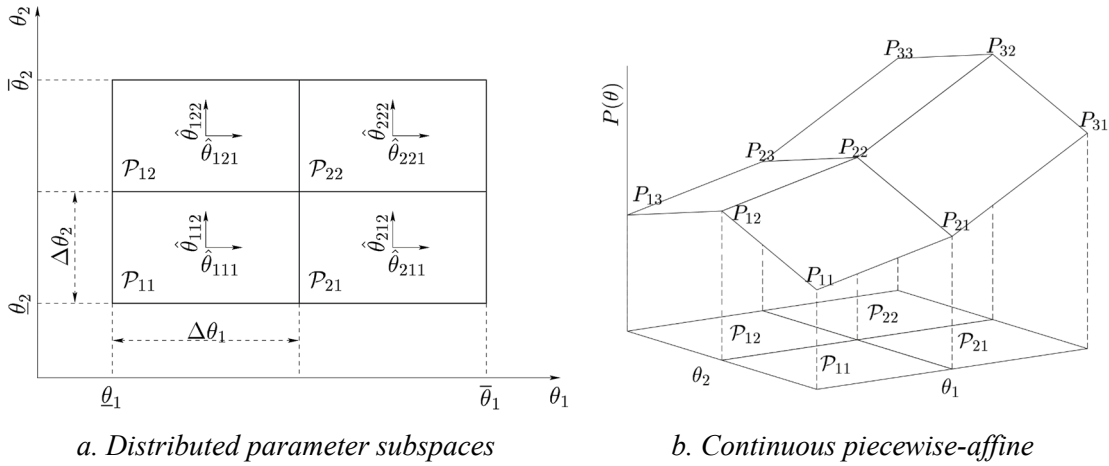 θ₂
θ̅₂
θ̂₁₂₂
θ̂₁₂₁
𝒫₁₂
θ̂₂₂₂
θ̂₂₂₁
𝒫₂₂
Δθ₂
θ̂₁₁₂
θ̂₁₁₁
𝒫₁₁
θ̂₂₁₂
θ̂₂₁₁
𝒫₂₁
θ̲₂
Δθ₁
θ̲₁
θ̅₁
θ₁
a. Distributed parameter subspaces
P(θ)
P₃₃
P₃₂
P₃₁
P₂₃
P₂₂
P₁₃
P₁₂
P₂₁
P₁₁
𝒫₂₂
𝒫₁₂
𝒫₂₁
𝒫₁₁
θ₂
θ₁
b. Continuous piecewise-affine